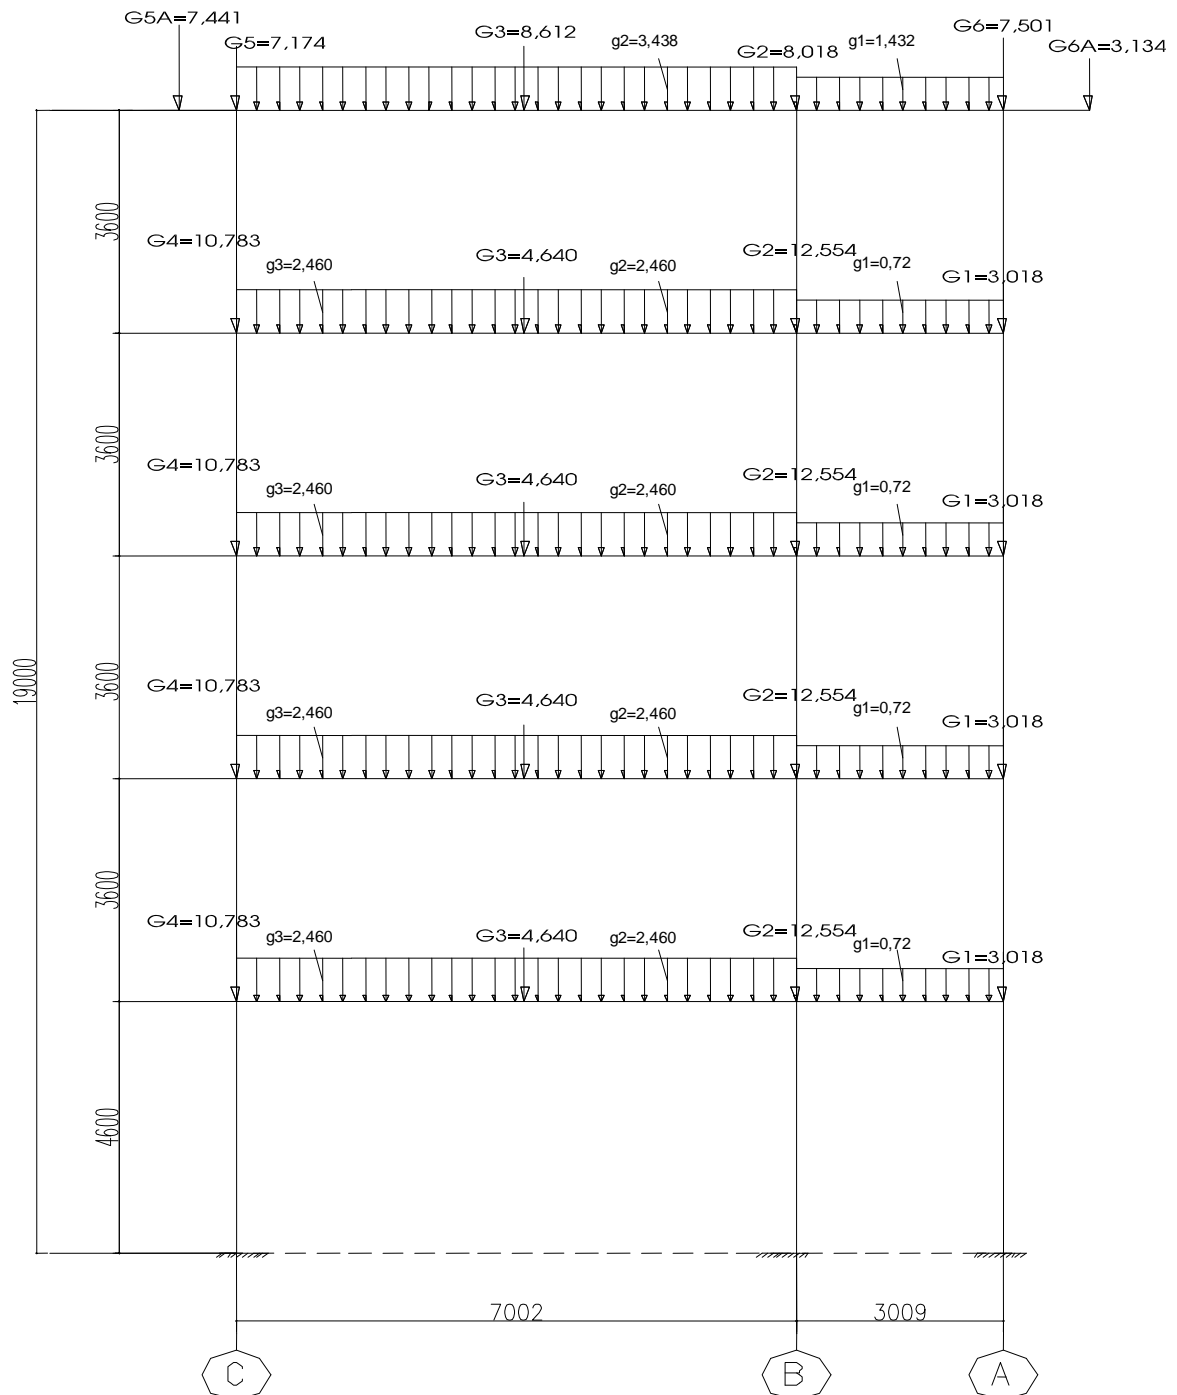 G5A=7,441
G5=7,174
G3=8,612
g2=3,438
G2=8,018
g1=1,432
G6=7,501
G6A=3,134
3600
G4=10,783
g3=2,460
G3=4,640
g2=2,460
G2=12,554
g1=0,72
G1=3,018
3600
G4=10,783
g3=2,460
G3=4,640
g2=2,460
G2=12,554
g1=0,72
G1=3,018
19000
3600
G4=10,783
g3=2,460
G3=4,640
g2=2,460
G2=12,554
g1=0,72
G1=3,018
3600
G4=10,783
g3=2,460
G3=4,640
g2=2,460
G2=12,554
g1=0,72
G1=3,018
4600
7002
3009
C
B
A